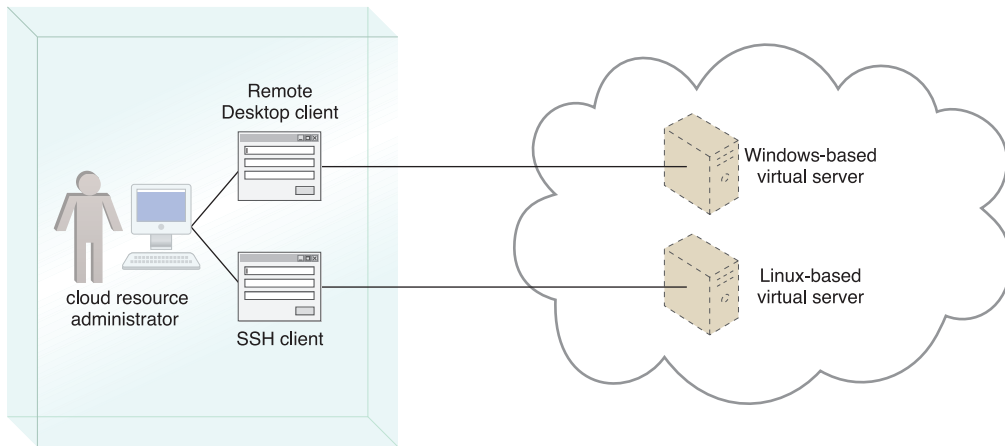 Remote
Desktop client
cloud resource
administrator
SSH client
Windows-based
virtual server
Linux-based
virtual server